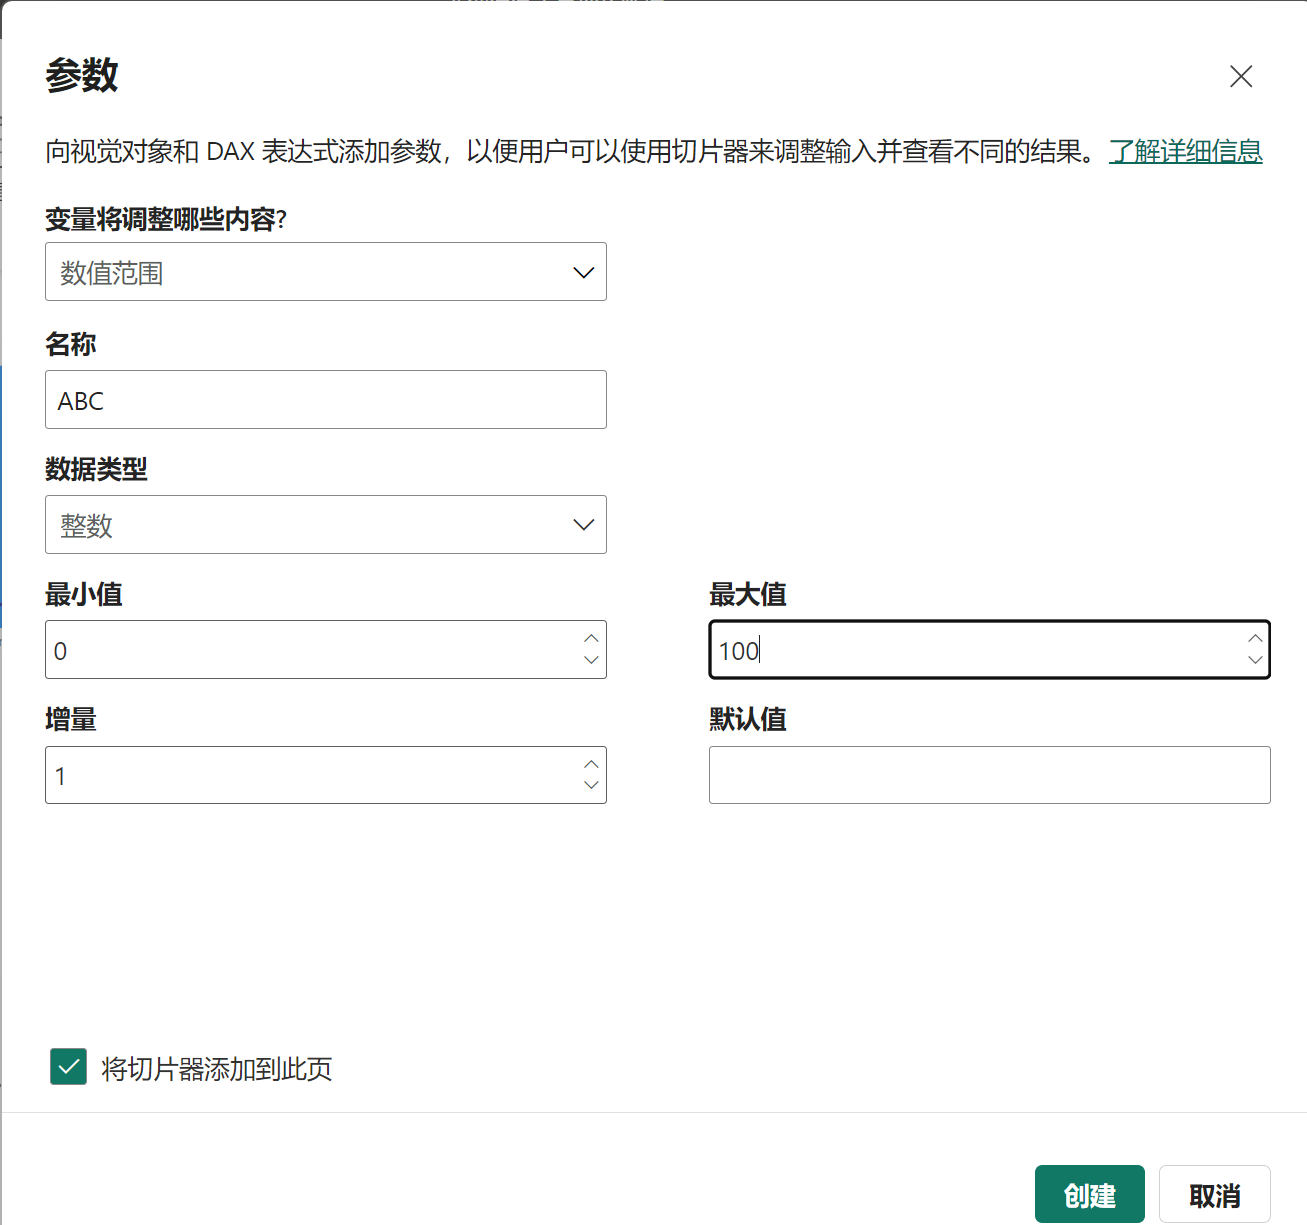 参数
向视觉对象和 DAX 表达式添加参数，以便用户可以使用切片器来调整输入并查看不同的结果。 了解详细信息
变量将调整哪些内容?
数值范围
名称
ABC
数据类型
整数
最小值
最大值
0
100
增量
默认值
1
将切片器添加到此页
创建
取消